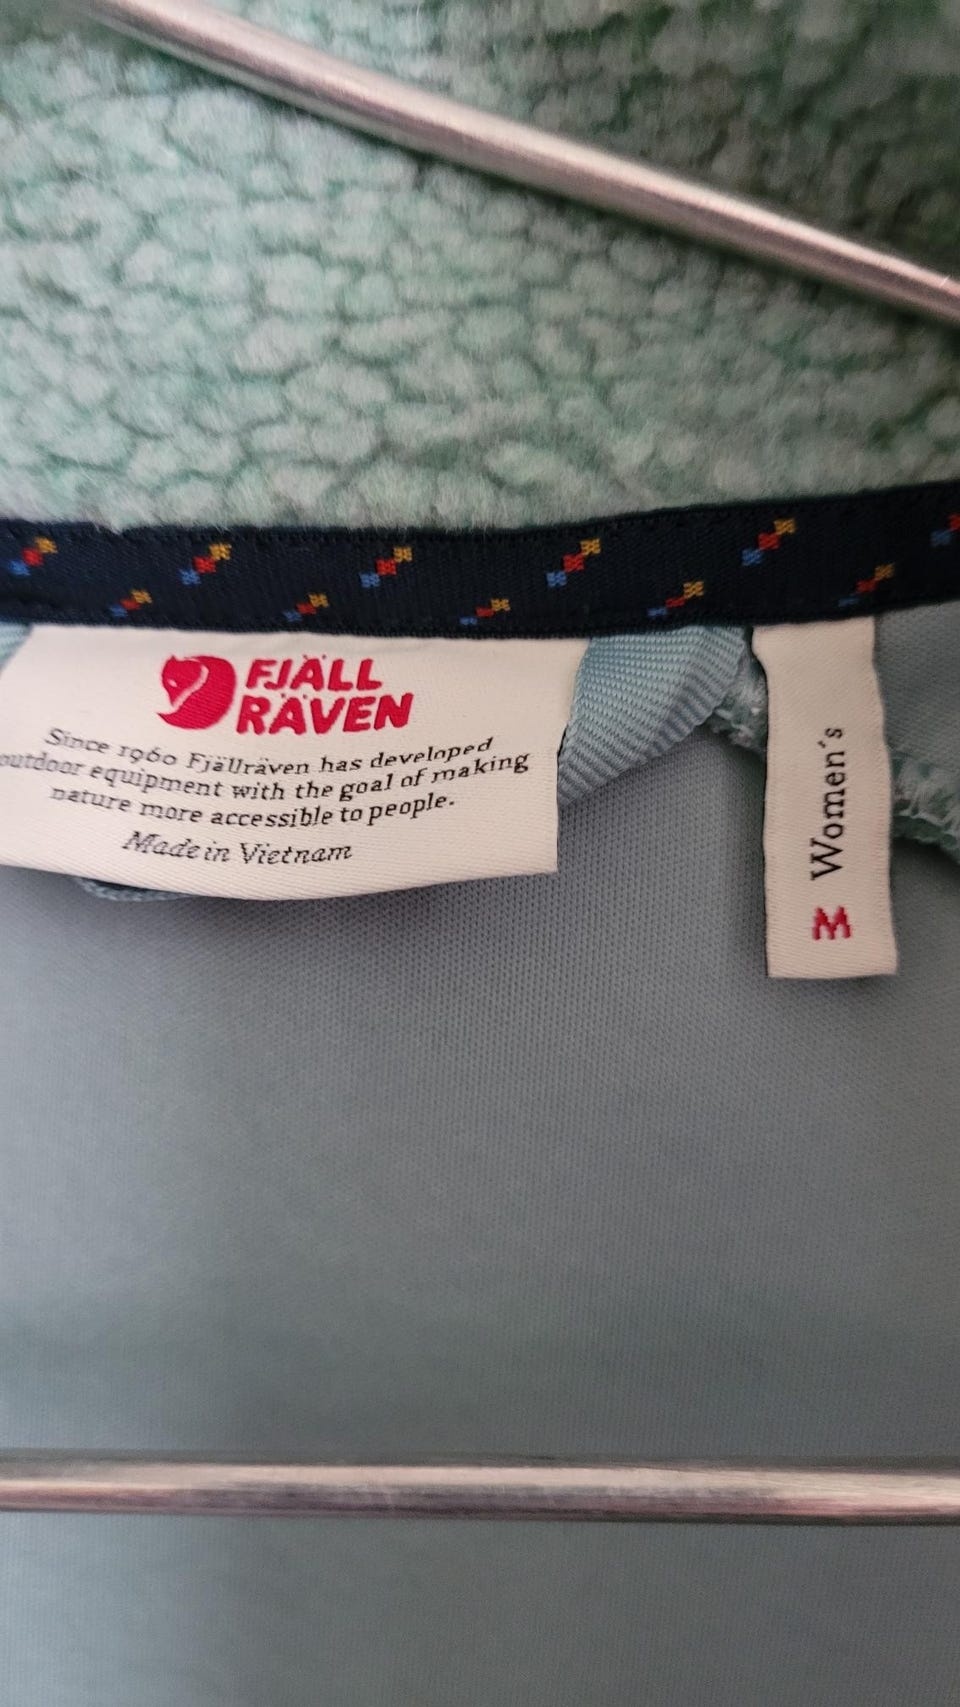 FJÄLL
RÄVEN
Since 1960 Fjällräven has developed
outdoor equipment with the goal of making
nature more accessible to people.
Made in Vietnam
Women's
M